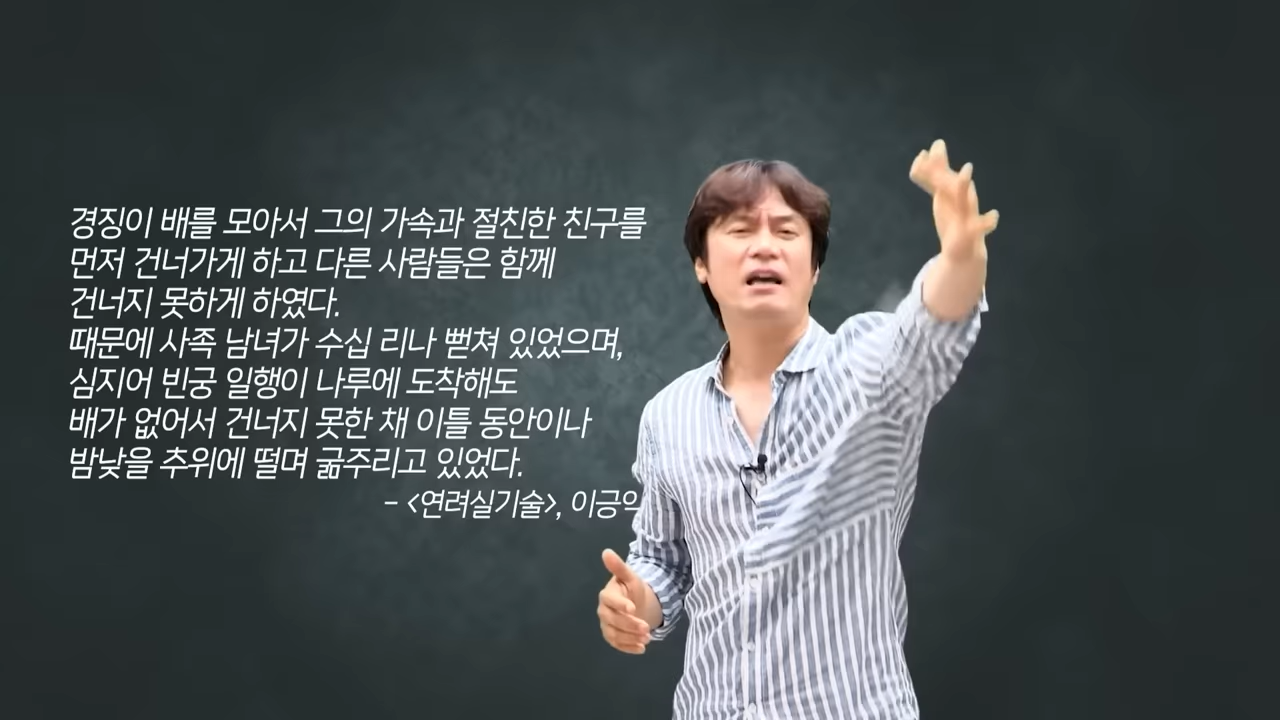 경징이 배를 모아서 그의 가속과 절친한 친구를
먼저 건너가게 하고 다른 사람들은 함께
건너지 못하게 하였다.
때문에 사족 남녀가 수십 리나 뻗쳐 있었으며,
심지어 빈궁 일행이 나루에 도착해도
배가 없어서 건너지 못한 채 이틀 동안이나
밤낮을 추위에 떨며 굶주리고 있었다.
- <연려실기술>, 이긍익